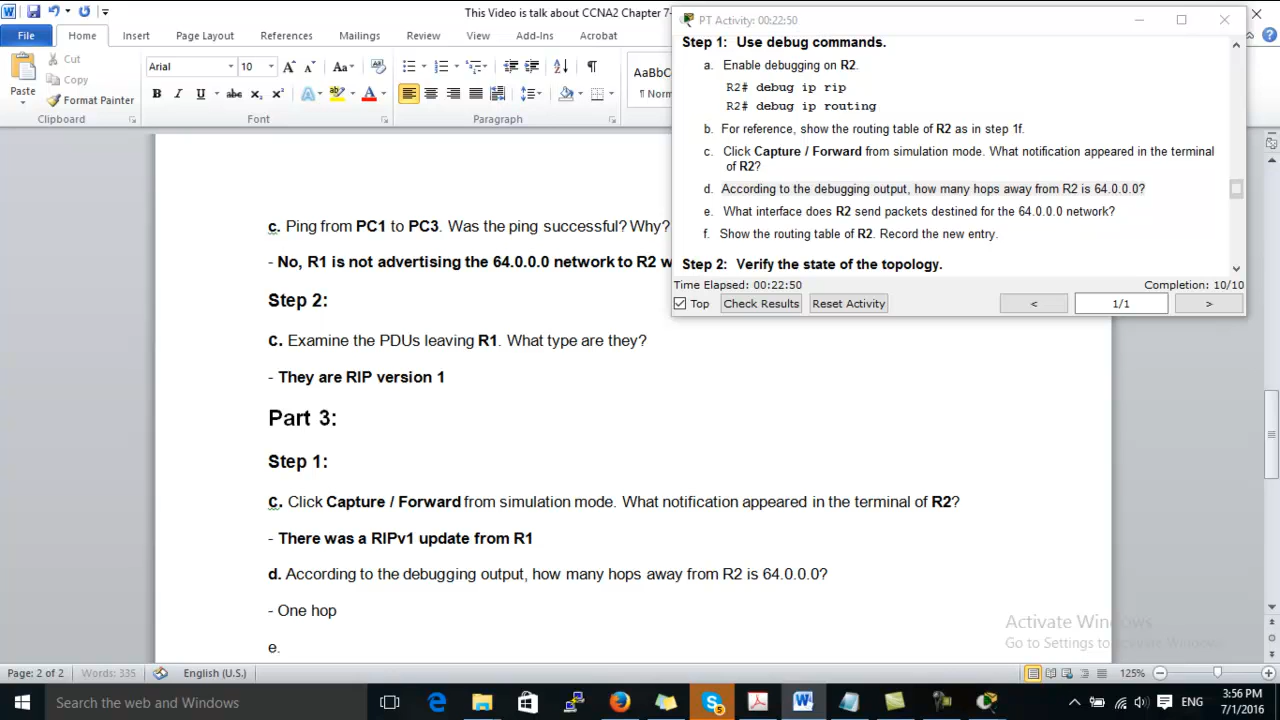 This Video is talk about CCNA2 Chapter 7-
File Home Insert Page Layout References Mailings Review View Add-Ins Acrobat
Cut
Copy
Format Painter
Paste
Clipboard
Arial 10
Font
Paragraph
AaBbC
¶ Normal
PT Activity: 00:22:50
Step 1: Use debug commands.
a. Enable debugging on R2.
R2# debug ip rip
R2# debug ip routing
b. For reference, show the routing table of R2 as in step 1f.
c. Click Capture / Forward from simulation mode. What notification appeared in the terminal
of R2?
d. According to the debugging output, how many hops away from R2 is 64.0.0.0?
e. What interface does R2 send packets destined for the 64.0.0.0 network?
f. Show the routing table of R2. Record the new entry.
Step 2: Verify the state of the topology.
Time Elapsed: 00:22:50 Completion: 10/10
Top Check Results Reset Activity < 1/1 >
c. Ping from PC1 to PC3. Was the ping successful? Why?
- No, R1 is not advertising the 64.0.0.0 network to R2 w
Step 2:
c. Examine the PDUs leaving R1. What type are they?
- They are RIP version 1
Part 3:
Step 1:
c. Click Capture / Forward from simulation mode. What notification appeared in the terminal of R2?
- There was a RIPv1 update from R1
d. According to the debugging output, how many hops away from R2 is 64.0.0.0?
- One hop
e.
Activate Windows
Go to Settings to activate Windows.
Page: 2 of 2 Words: 335 English (U.S.) 125%
Search the web and Windows
ENG
3:56 PM
7/1/2016